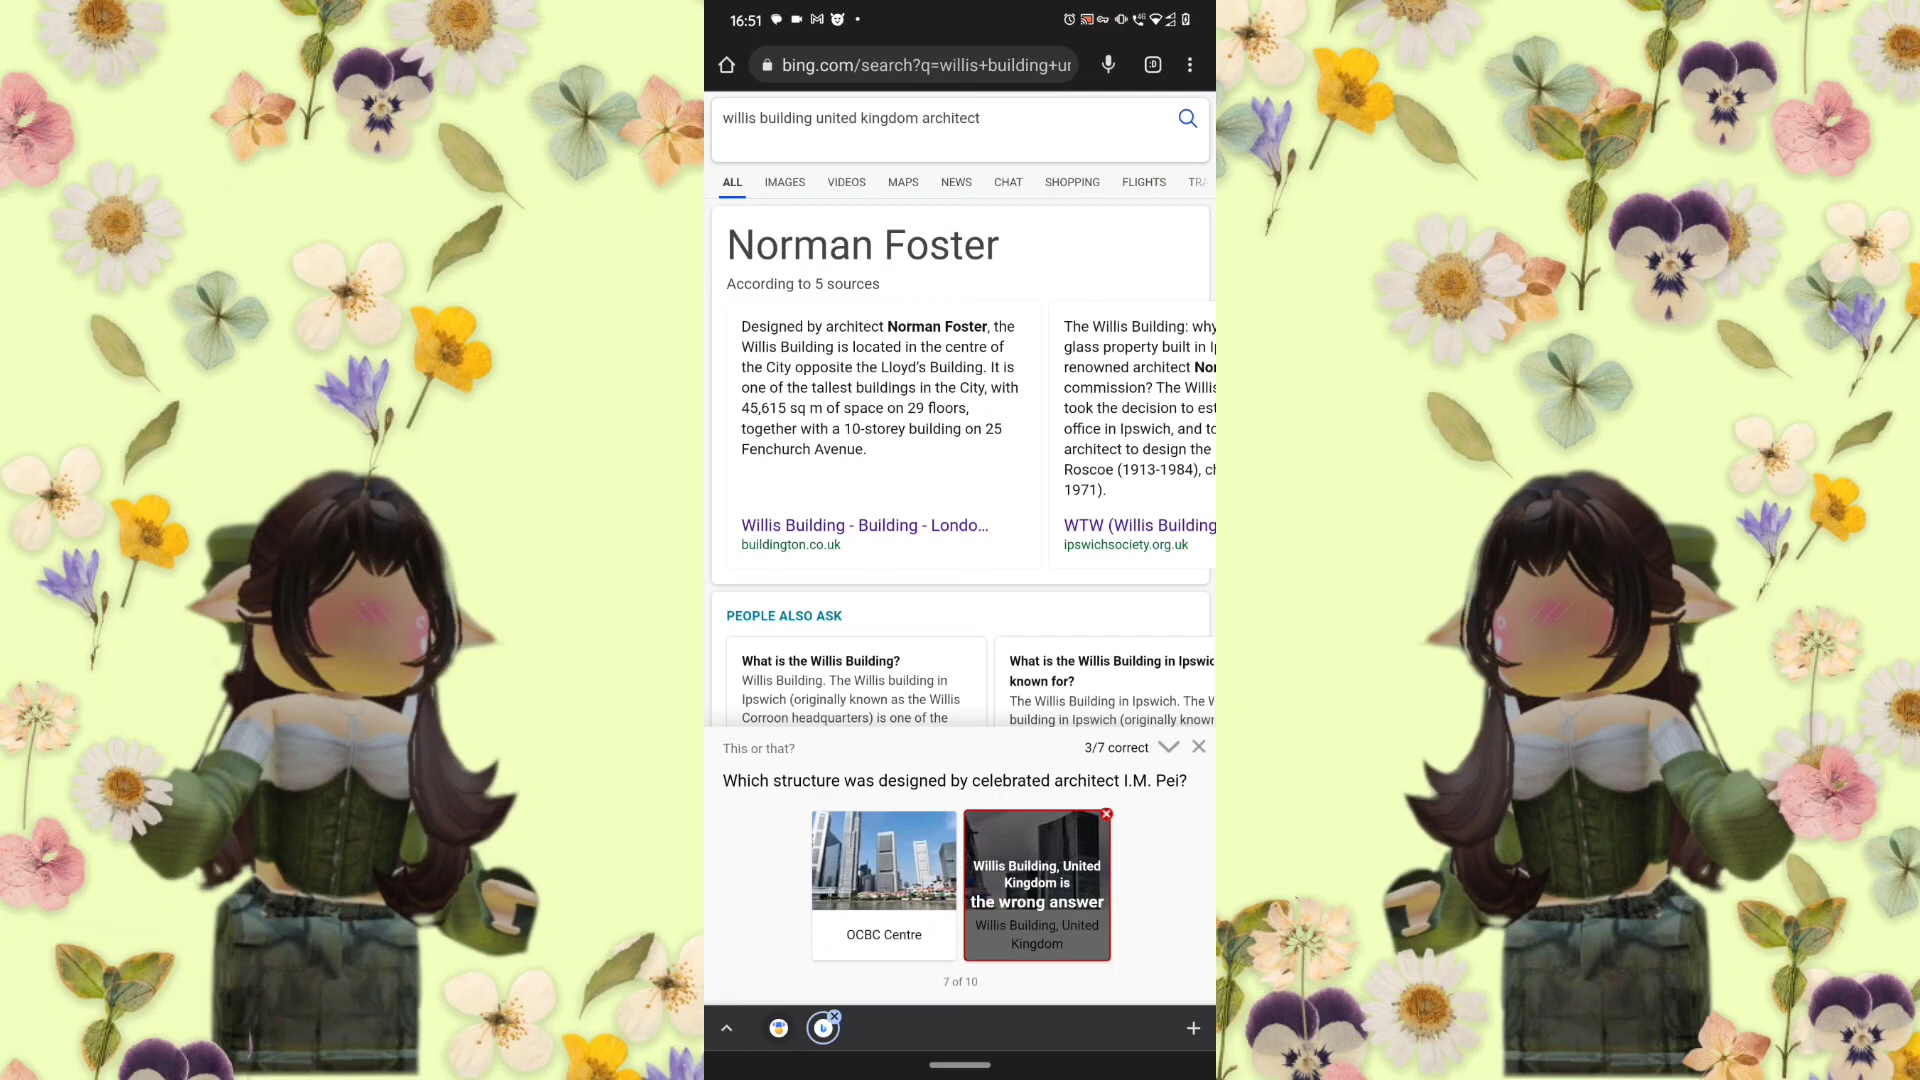 16:51
bing.com/search?q=willis+building+ur
willis building united kingdom architect
ALL IMAGES VIDEOS MAPS NEWS CHAT SHOPPING FLIGHTS TRA
Norman Foster
According to 5 sources
Designed by architect Norman Foster, the
Willis Building is located in the centre of
the City opposite the Lloyd's Building. It is
one of the tallest buildings in the City, with
45,615 sq m of space on 29 floors,
together with a 10-storey building on 25
Fenchurch Avenue.
Willis Building - Building - Londo...
buildington.co.uk
The Willis Building: why
glass property built in I
renowned architect Nor
commission? The Willis
took the decision to est
office in Ipswich, and to
architect to design the
Roscoe (1913-1984), ch
1971).
WTW (Willis Building
ipswichsociety.org.uk
PEOPLE ALSO ASK
What is the Willis Building?
Willis Building. The Willis building in
Ipswich (originally known as the Willis
Corroon headquarters) is one of the
What is the Willis Building in Ipswic
known for?
The Willis Building in Ipswich. The W
building in Ipswich (originally known
This or that?
3/7 correct
Which structure was designed by celebrated architect I.M. Pei?
OCBC Centre
Willis Building, United
Kingdom is
the wrong answer
Willis Building, United
Kingdom
7 of 10